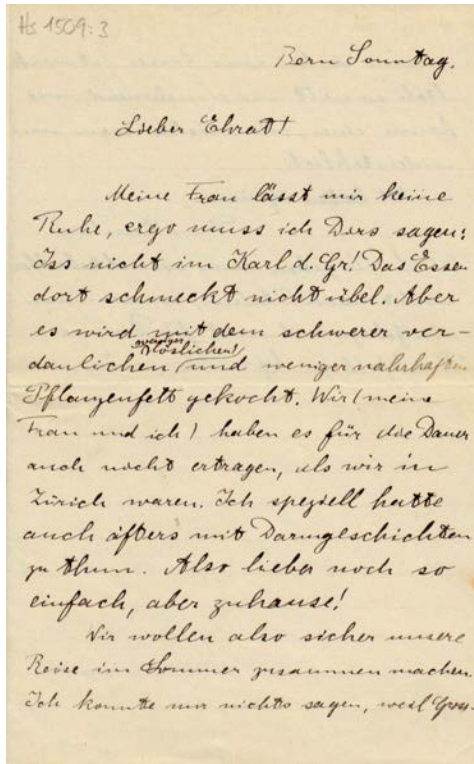 Hs 1509:3
Bern Sonntag.
Lieber Ehrat!
Meine Frau lässt mir keine
Ruhe, ergo muss ich Dirs sagen:
Iss nicht im Karl d. Gr! Das Essen
dort schmeckt nicht übel. Aber
es wird mit dem schwerer ver-
(weniger löslichen)
daulichen und weniger nahrhaften
Pflanzenfett gekocht. Wir (meine
Frau und ich) haben es für die Dauer
auch nicht ertragen, als wir in
Zürich waren. Ich speziell hatte
auch öfters mit Darmgeschichten
zu thun. Also lieber noch so
einfach, aber zuhause!
Wir wollen also sicher unsere
Reise im Sommer zusammen machen.
Ich konnte nur nichts sagen, weil